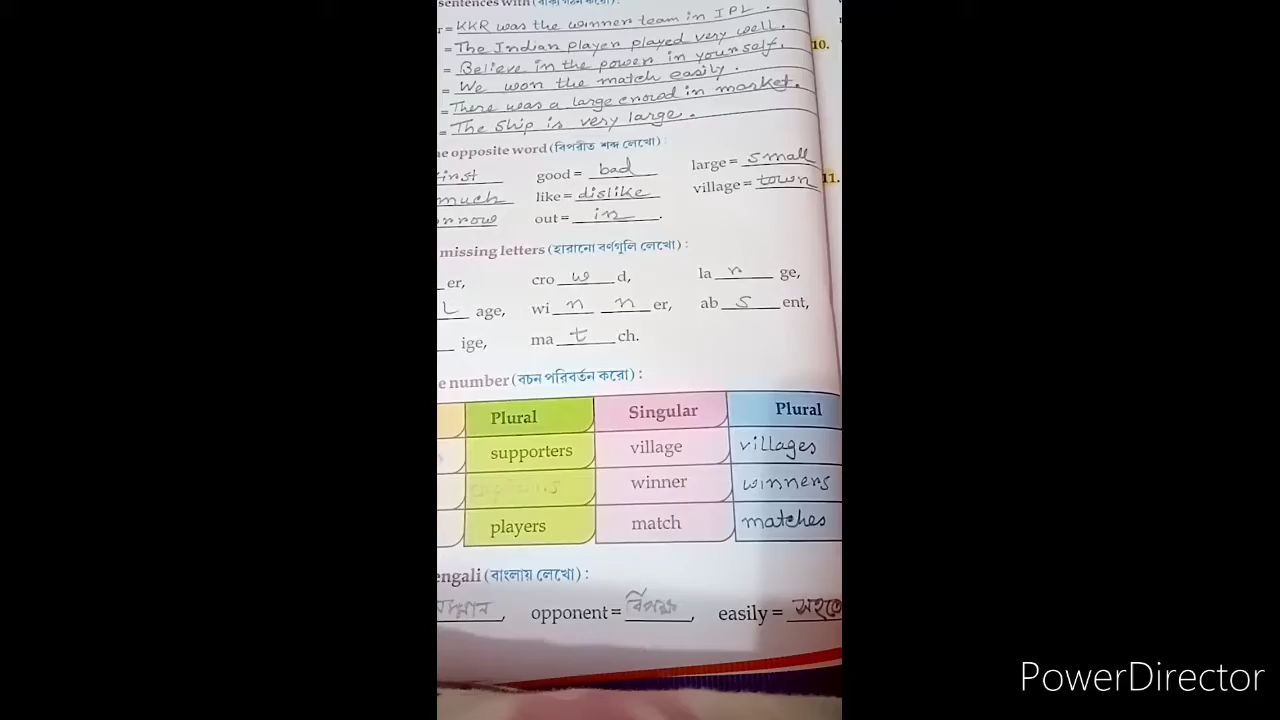 sentences with (বাক্য গঠন করো) :
r = KKR was the winner team in IPL .
= The Indian player played very well .
= Believe in the power in yourself .
= We won the match easily .
= There was a large crowd in market .
= The ship is very large .
10.
e opposite word (বিপরীত শব্দ লেখো) :
first good = bad large = small
much like = dislike village = town 11.
out = in .
missing letters (হারানো বর্ণগুলি লেখো) :
er, cro w d, la r ge,
L age, wi n n er, ab s ent,
ige, ma t ch.
e number (বচন পরিবর্তন করো) :
Plural Singular Plural
supporters village villages
winner winners
players match matches
engali (বাংলায় লেখো) :
opponent = বিপক্ষ , easily = সহজে
PowerDirector